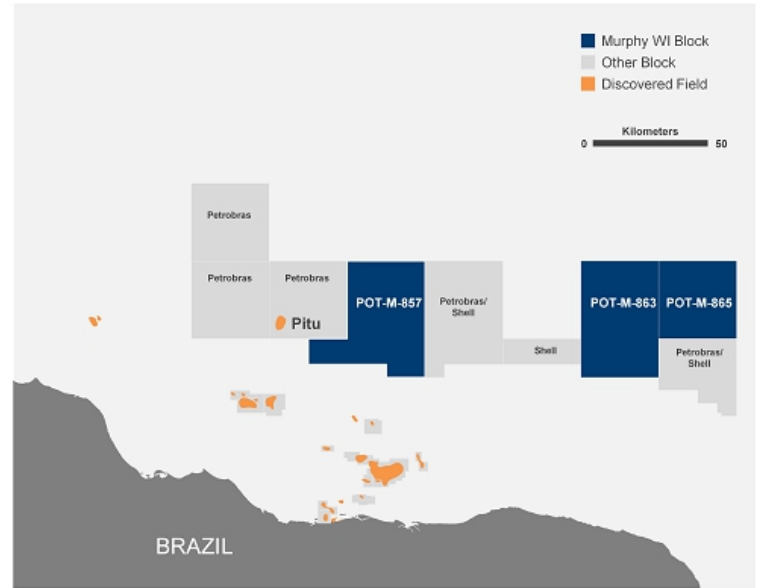 Murphy WI Block
Other Block
Discovered Field
Kilometers
0 50
Petrobras
Petrobras
Petrobras
Pitu
POT-M-857
Petrobras/
Shell
Shell
POT-M-863
POT-M-865
Petrobras/
Shell
BRAZIL